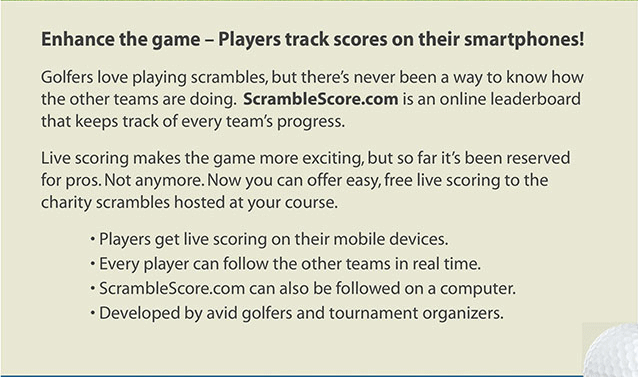 Enhance the game – Players track scores on their smartphones!
Golfers love playing scrambles, but there's never been a way to know how
the other teams are doing. ScrambleScore.com is an online leaderboard
that keeps track of every team's progress.
Live scoring makes the game more exciting, but so far it's been reserved
for pros. Not anymore. Now you can offer easy, free live scoring to the
charity scrambles hosted at your course.
• Players get live scoring on their mobile devices.
• Every player can follow the other teams in real time.
• ScrambleScore.com can also be followed on a computer.
• Developed by avid golfers and tournament organizers.